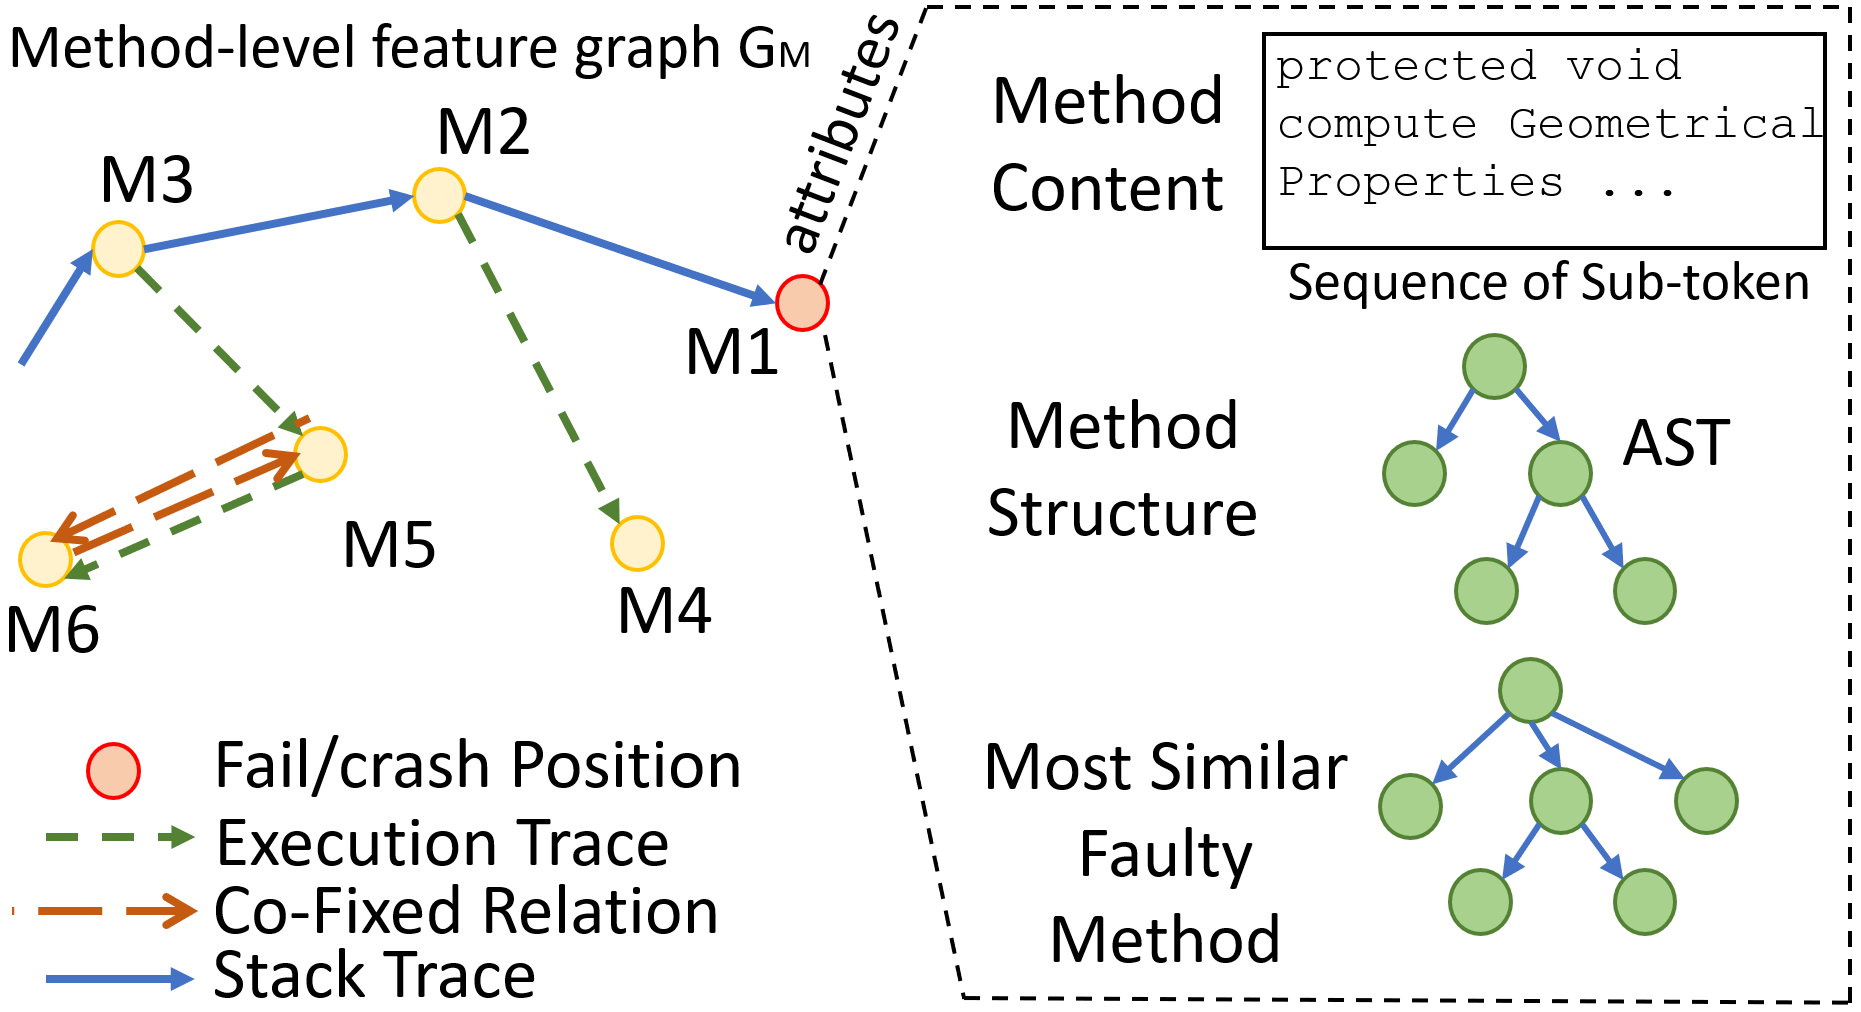 Method-level feature graph GM
M3
M2
M1
M5
M4
M6
Fail/crash Position
Execution Trace
Co-Fixed Relation
Stack Trace
attributes
Method
Content
protected void
compute Geometrical
Properties ...
Sequence of Sub-token
Method
Structure
AST
Most Similar
Faulty
Method